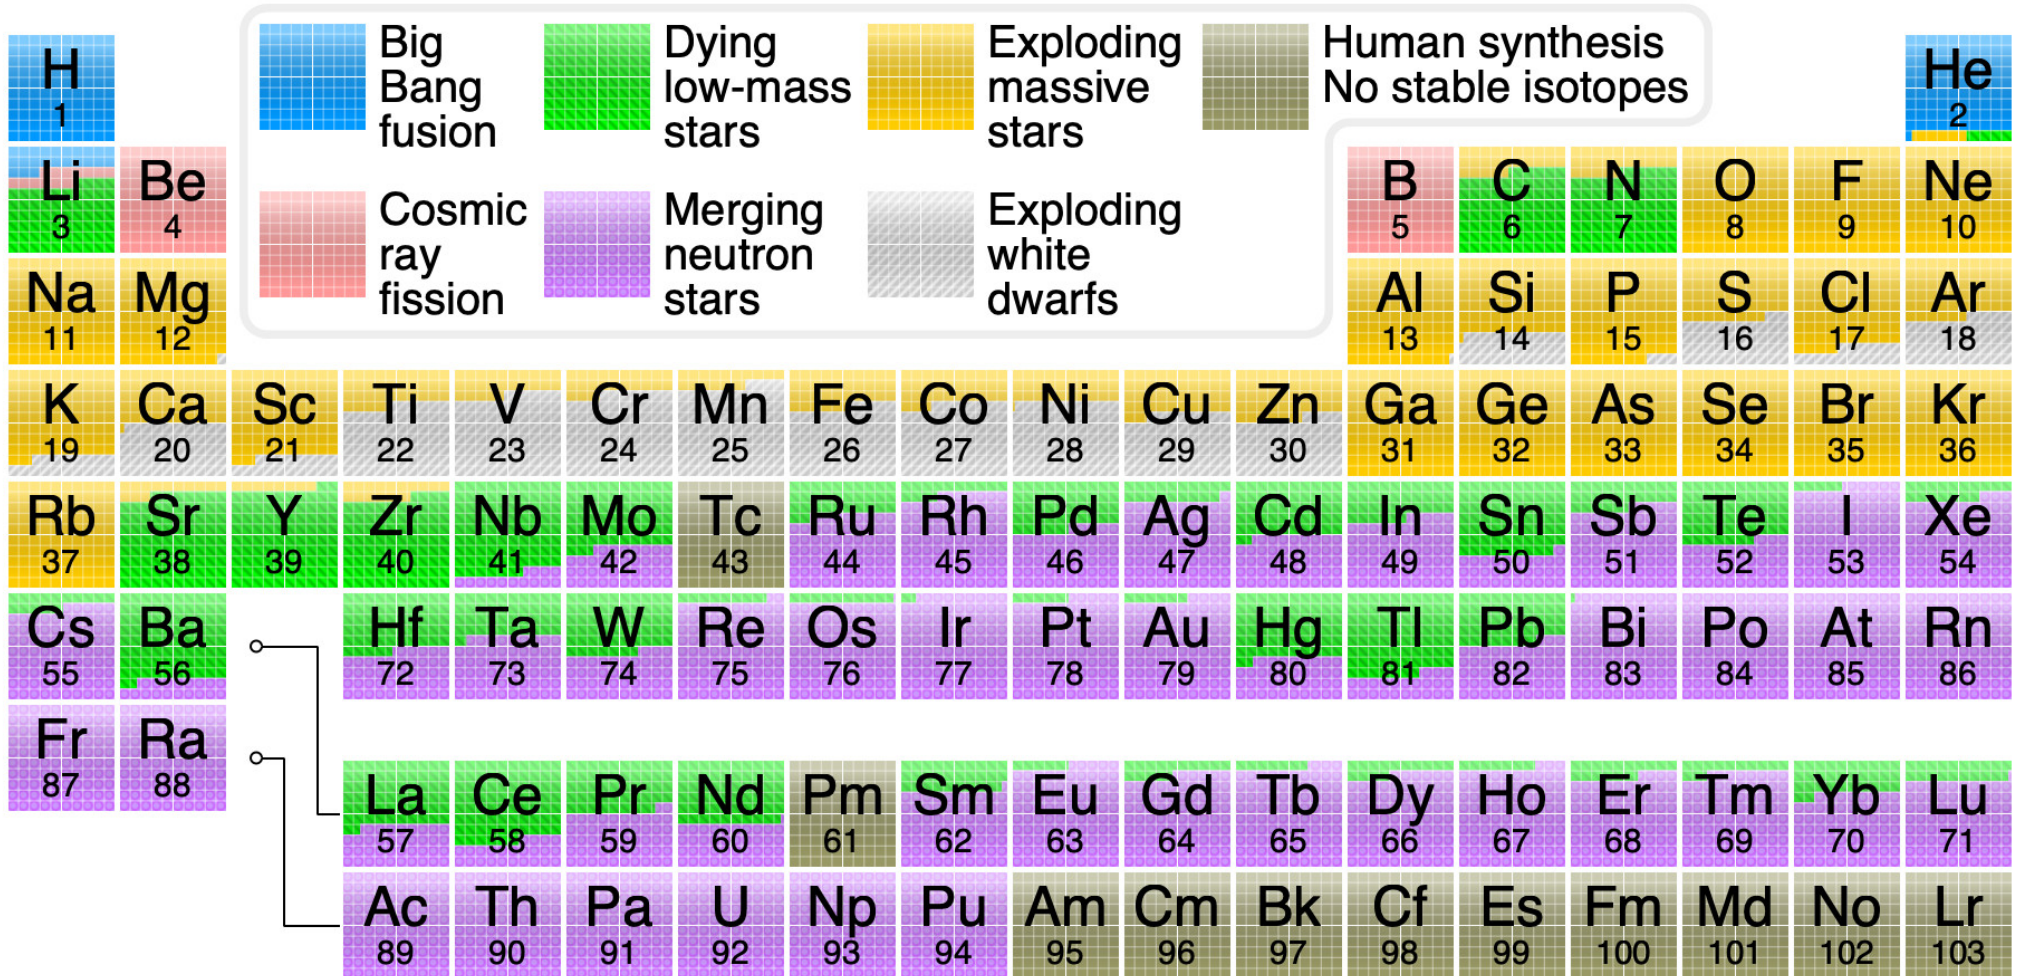 Big
Bang
fusion
Dying
low-mass
stars
Exploding
massive
stars
Human synthesis
No stable isotopes
Cosmic
ray
fission
Merging
neutron
stars
Exploding
white
dwarfs
H
1
He
2
Li Be B C N O F Ne
3 4 5 6 7 8 9 10
Na Mg Al Si P S Cl Ar
11 12 13 14 15 16 17 18
K Ca Sc Ti V Cr Mn Fe Co Ni Cu Zn Ga Ge As Se Br Kr
19 20 21 22 23 24 25 26 27 28 29 30 31 32 33 34 35 36
Rb Sr Y Zr Nb Mo Tc Ru Rh Pd Ag Cd In Sn Sb Te I Xe
37 38 39 40 41 42 43 44 45 46 47 48 49 50 51 52 53 54
Cs Ba Hf Ta W Re Os Ir Pt Au Hg Tl Pb Bi Po At Rn
55 56 72 73 74 75 76 77 78 79 80 81 82 83 84 85 86
Fr Ra
87 88
La Ce Pr Nd Pm Sm Eu Gd Tb Dy Ho Er Tm Yb Lu
57 58 59 60 61 62 63 64 65 66 67 68 69 70 71
Ac Th Pa U Np Pu Am Cm Bk Cf Es Fm Md No Lr
89 90 91 92 93 94 95 96 97 98 99 100 101 102 103